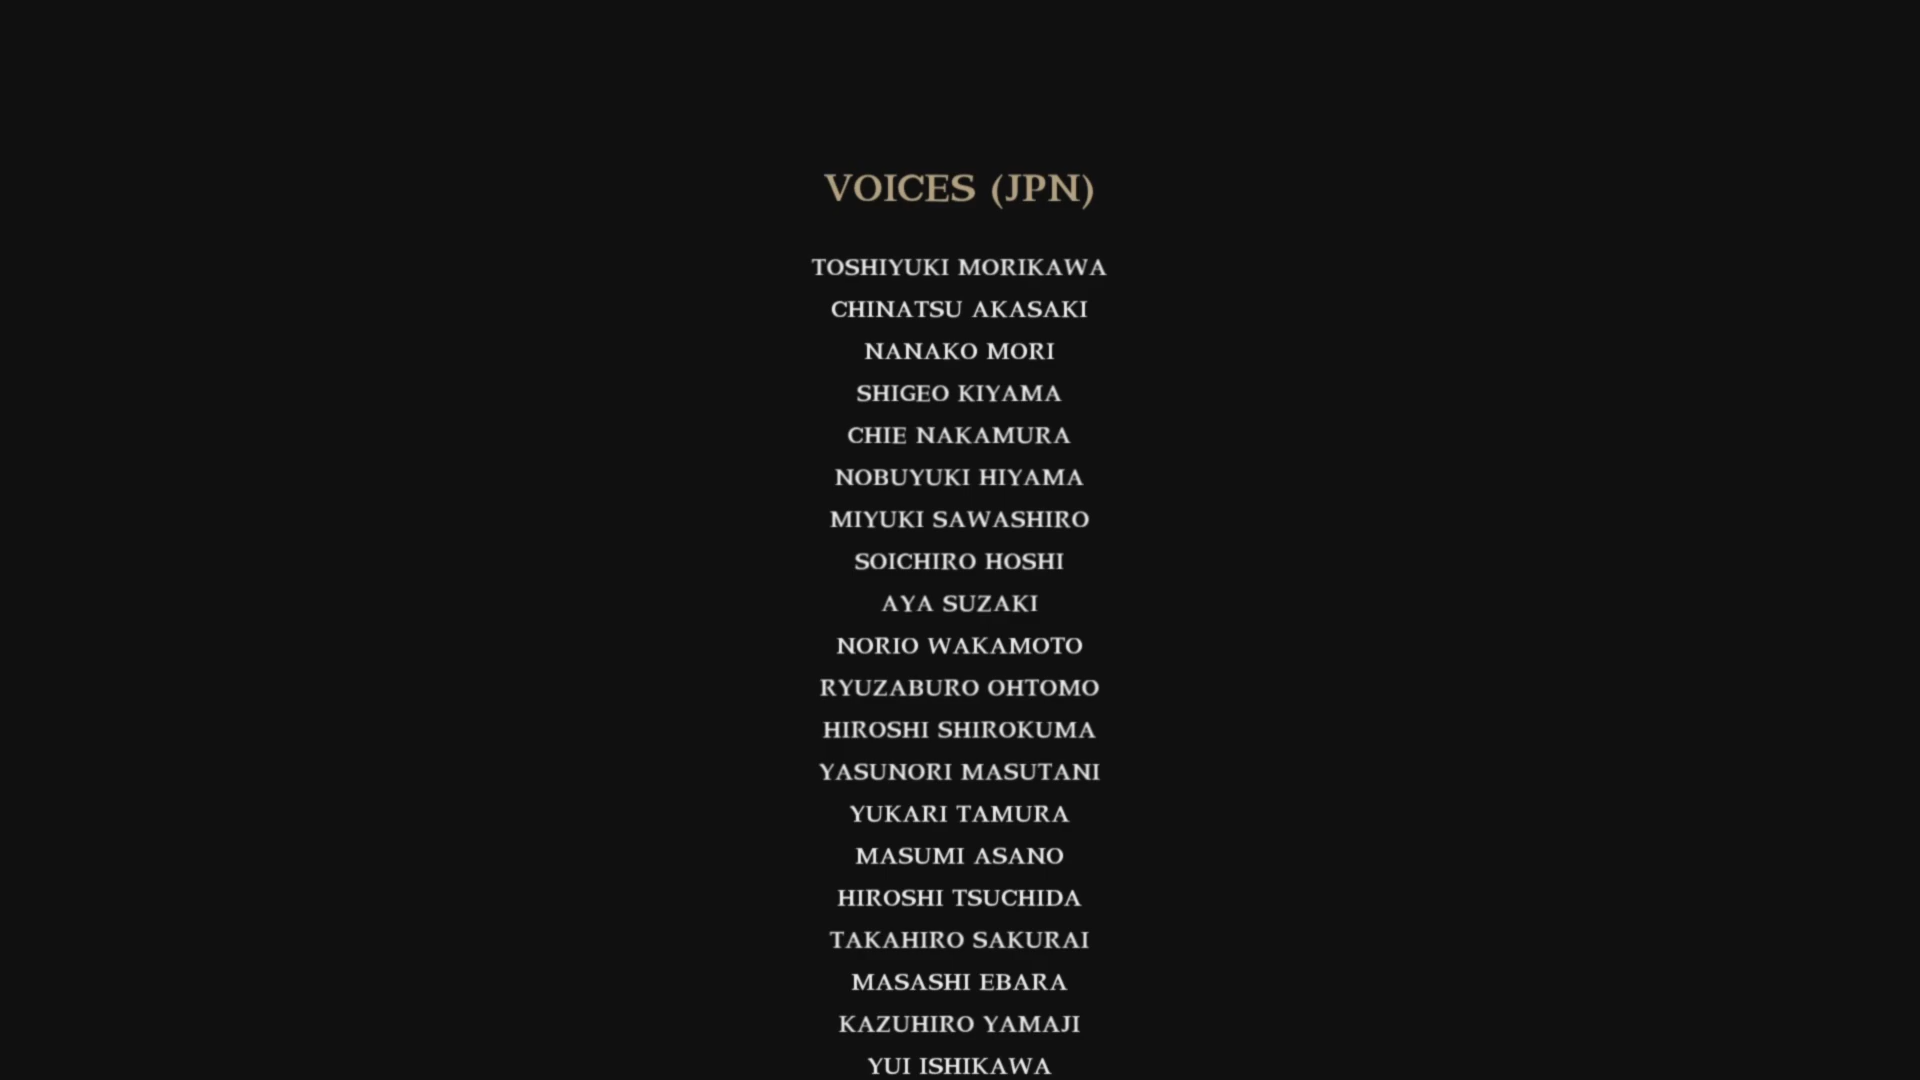 VOICES (JPN)
TOSHIYUKI MORIKAWA
CHINATSU AKASAKI
NANAKO MORI
SHIGEO KIYAMA
CHIE NAKAMURA
NOBUYUKI HIYAMA
MIYUKI SAWASHIRO
SOICHIRO HOSHI
AYA SUZAKI
NORIO WAKAMOTO
RYUZABURO OHTOMO
HIROSHI SHIROKUMA
YASUNORI MASUTANI
YUKARI TAMURA
MASUMI ASANO
HIROSHI TSUCHIDA
TAKAHIRO SAKURAI
MASASHI EBARA
KAZUHIRO YAMAJI
YUI ISHIKAWA